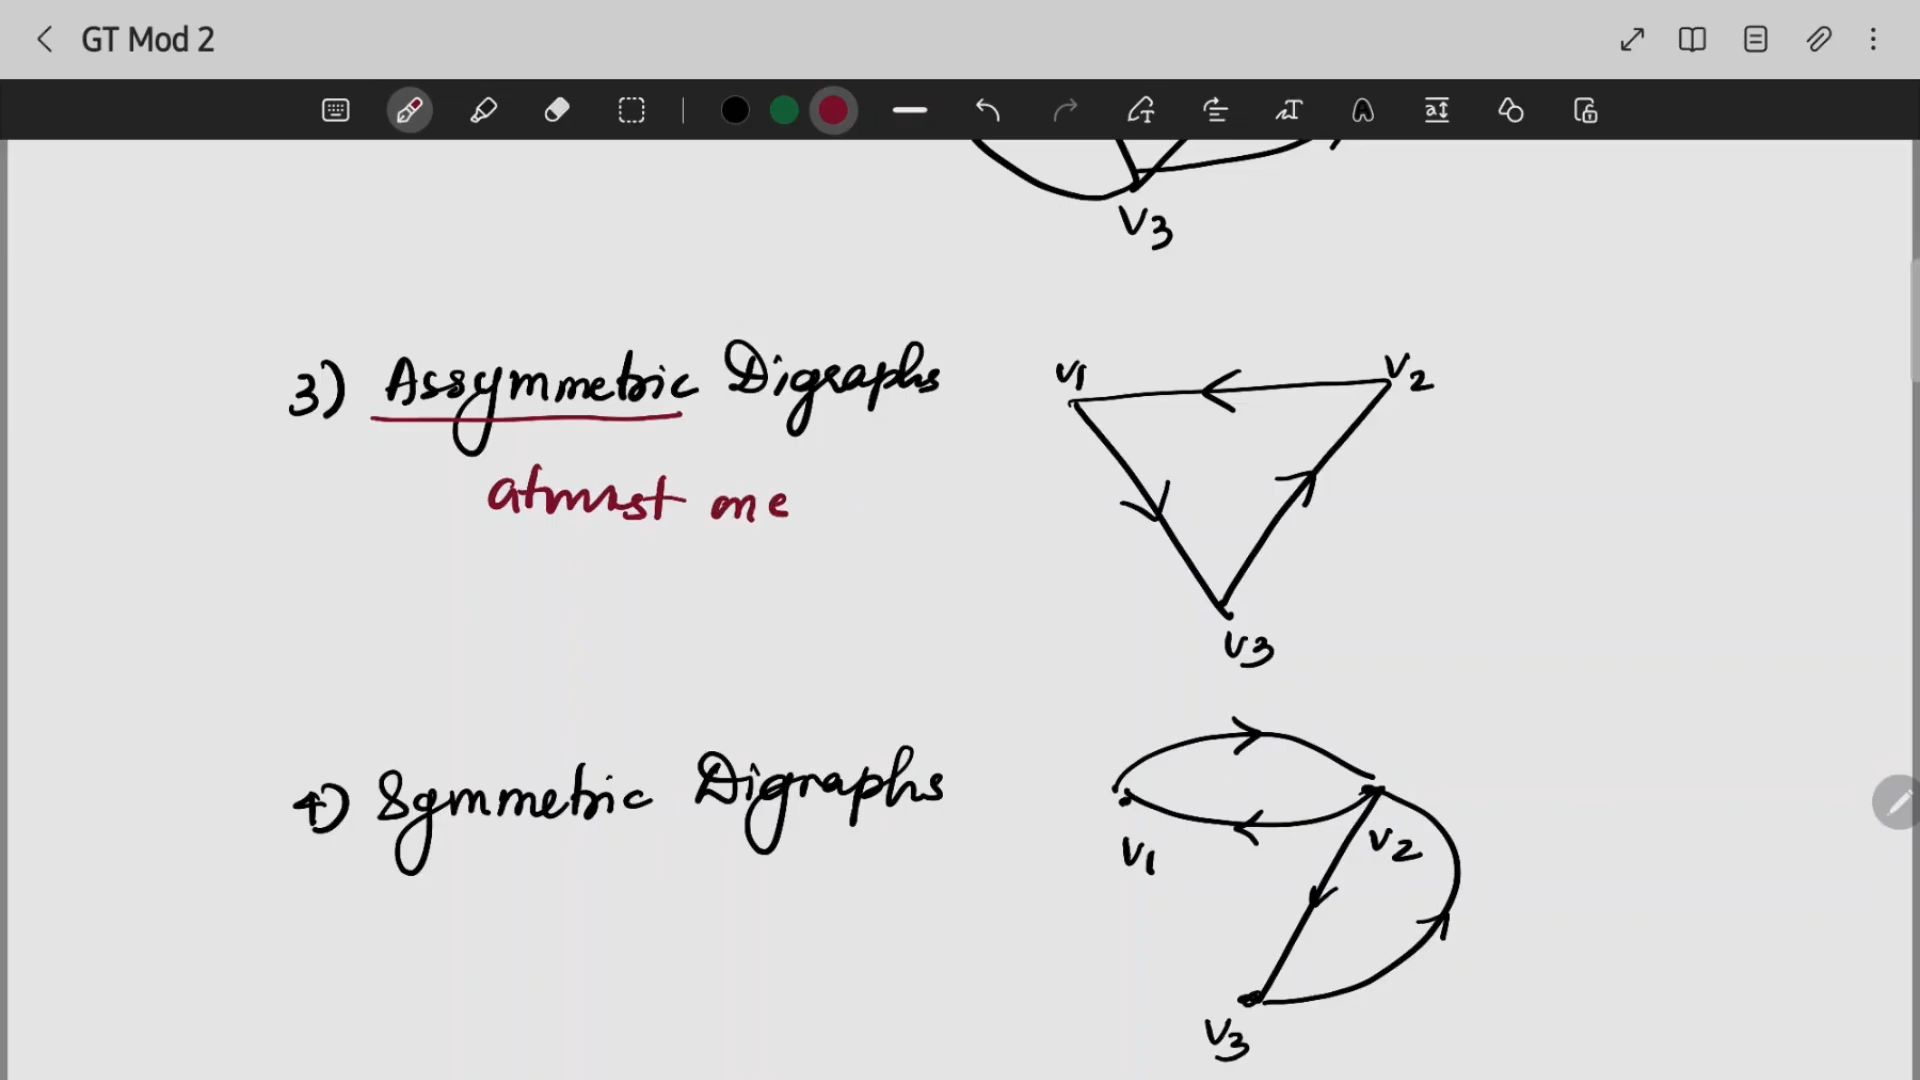 GT Mod 2
V3
3) Assymmetric Digraphs
V1
V2
atmost one
V3
4) Symmetric Digraphs
V1
V2
V3